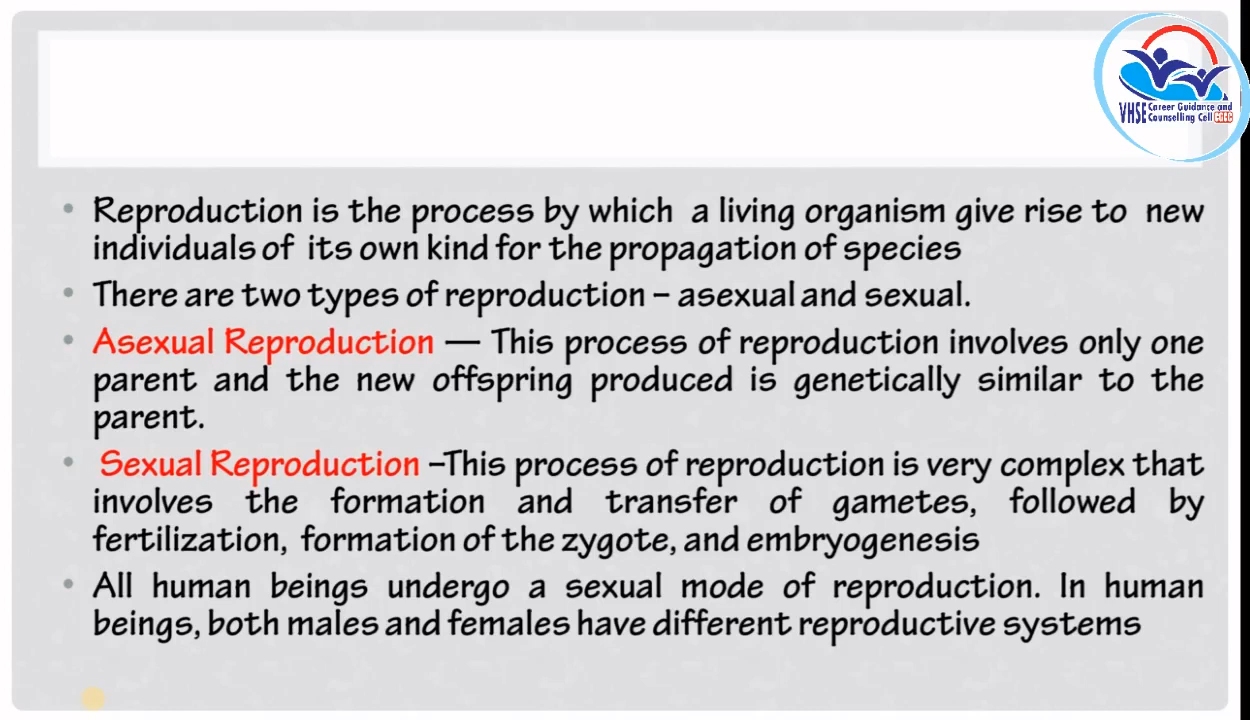 VHSE Career Guidance and
Counselling Cell CGCC
Reproduction is the process by which a living organism give rise to new
individuals of its own kind for the propagation of species
There are two types of reproduction – asexual and sexual.
Asexual Reproduction — This process of reproduction involves only one
parent and the new offspring produced is genetically similar to the
parent.
Sexual Reproduction –This process of reproduction is very complex that
involves the formation and transfer of gametes, followed by
fertilization, formation of the zygote, and embryogenesis
All human beings undergo a sexual mode of reproduction. In human
beings, both males and females have different reproductive systems